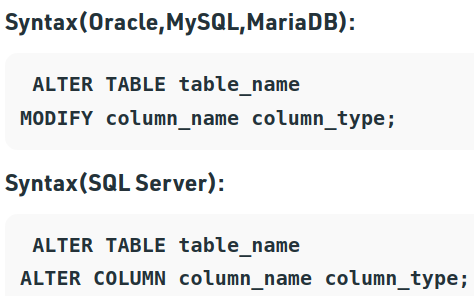 Syntax(Oracle,MySQL,MariaDB):
ALTER TABLE table_name
MODIFY column_name column_type;
Syntax(SQL Server):
ALTER TABLE table_name
ALTER COLUMN column_name column_type;